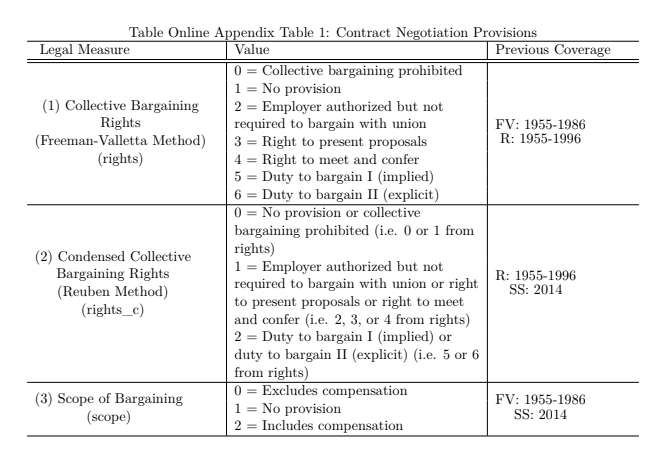 Table Online Appendix Table 1: Contract Negotiation Provisions
Legal Measure Value Previous Coverage
(1) Collective Bargaining
Rights
(Freeman-Valletta Method)
(rights)
0 = Collective bargaining prohibited
1 = No provision
2 = Employer authorized but not
required to bargain with union
3 = Right to present proposals
4 = Right to meet and confer
5 = Duty to bargain I (implied)
6 = Duty to bargain II (explicit)
FV: 1955-1986
R: 1955-1996
(2) Condensed Collective
Bargaining Rights
(Reuben Method)
(rights_c)
0 = No provision or collective
bargaining prohibited (i.e. 0 or 1 from
rights)
1 = Employer authorized but not
required to bargain with union or right
to present proposals or right to meet
and confer (i.e. 2, 3, or 4 from rights)
2 = Duty to bargain I (implied) or
duty to bargain II (explicit) (i.e. 5 or 6
from rights)
R: 1955-1996
SS: 2014
(3) Scope of Bargaining
(scope)
0 = Excludes compensation
1 = No provision
2 = Includes compensation
FV: 1955-1986
SS: 2014